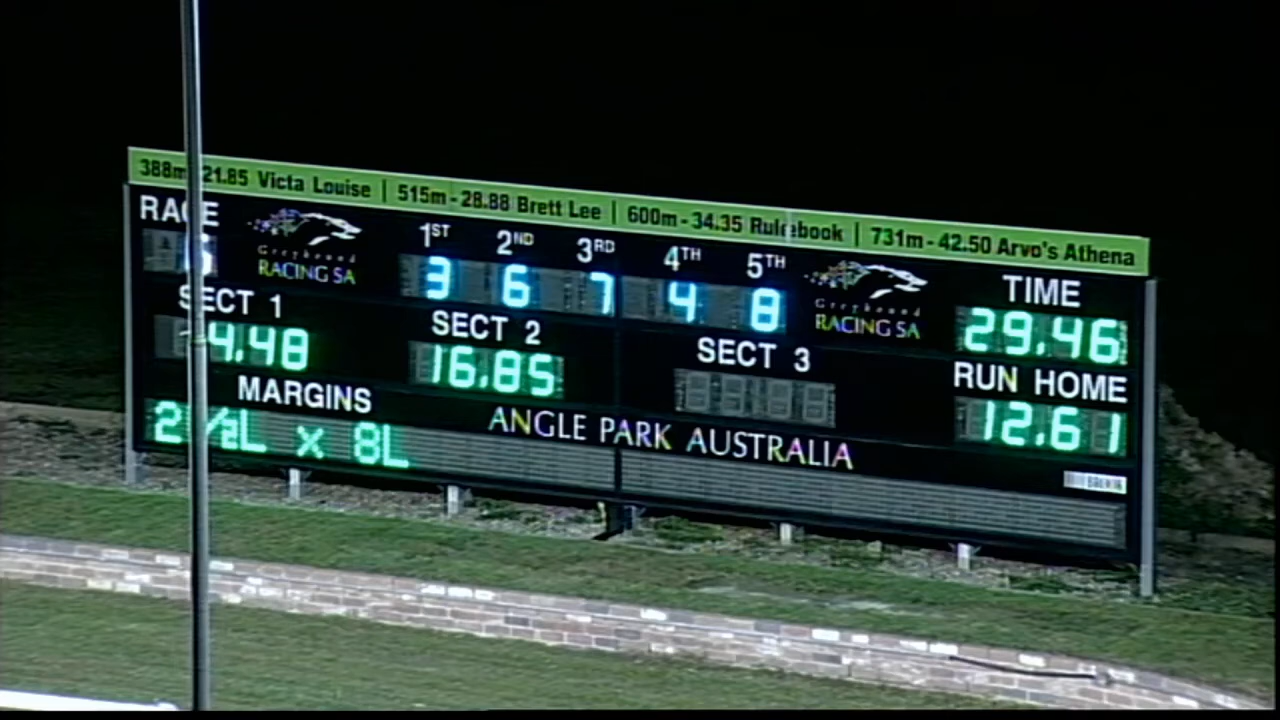 388m 21.85 Victa Louise | 515m - 28.88 Brett Lee | 600m - 34.35 Rulebook | 731m - 42.50 Arvo's Athena
RACE
Greyhound
RACING SA
1ST 2ND 3RD 4TH 5TH
3 6 7 4 8
Greyhound
RACING SA
TIME
29.46
SECT 1
4.48
SECT 2
16.85
SECT 3
RUN HOME
12.61
MARGINS
2½L x 8L
ANGLE PARK AUSTRALIA